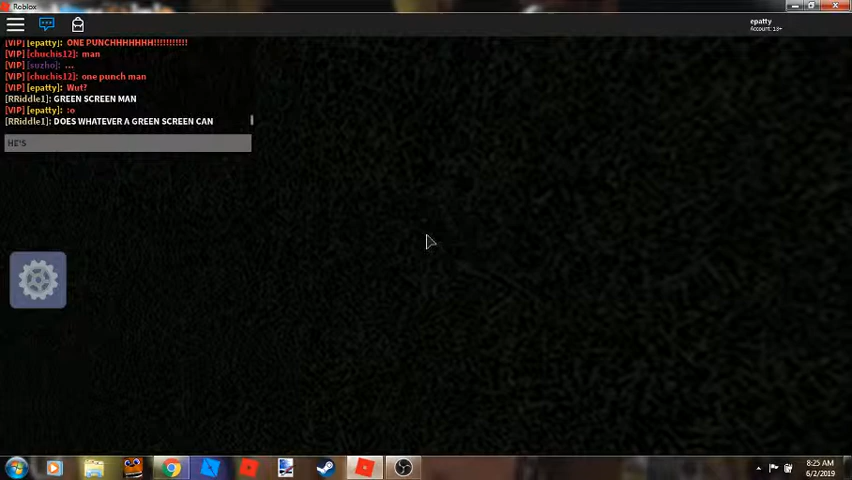 Roblox
epatty
Account: 13+
[VIP] [epatty]: ONE PUNCHHHHHHH!!!!!!!!!!!
[VIP] [chuchis12]: man
[VIP] [suzho]: ...
[VIP] [chuchis12]: one punch man
[VIP] [epatty]: Wut?
[RRiddle1]: GREEN SCREEN MAN
[VIP] [epatty]: :o
[RRiddle1]: DOES WHATEVER A GREEN SCREEN CAN
HE'S
8:25 AM
6/2/2019